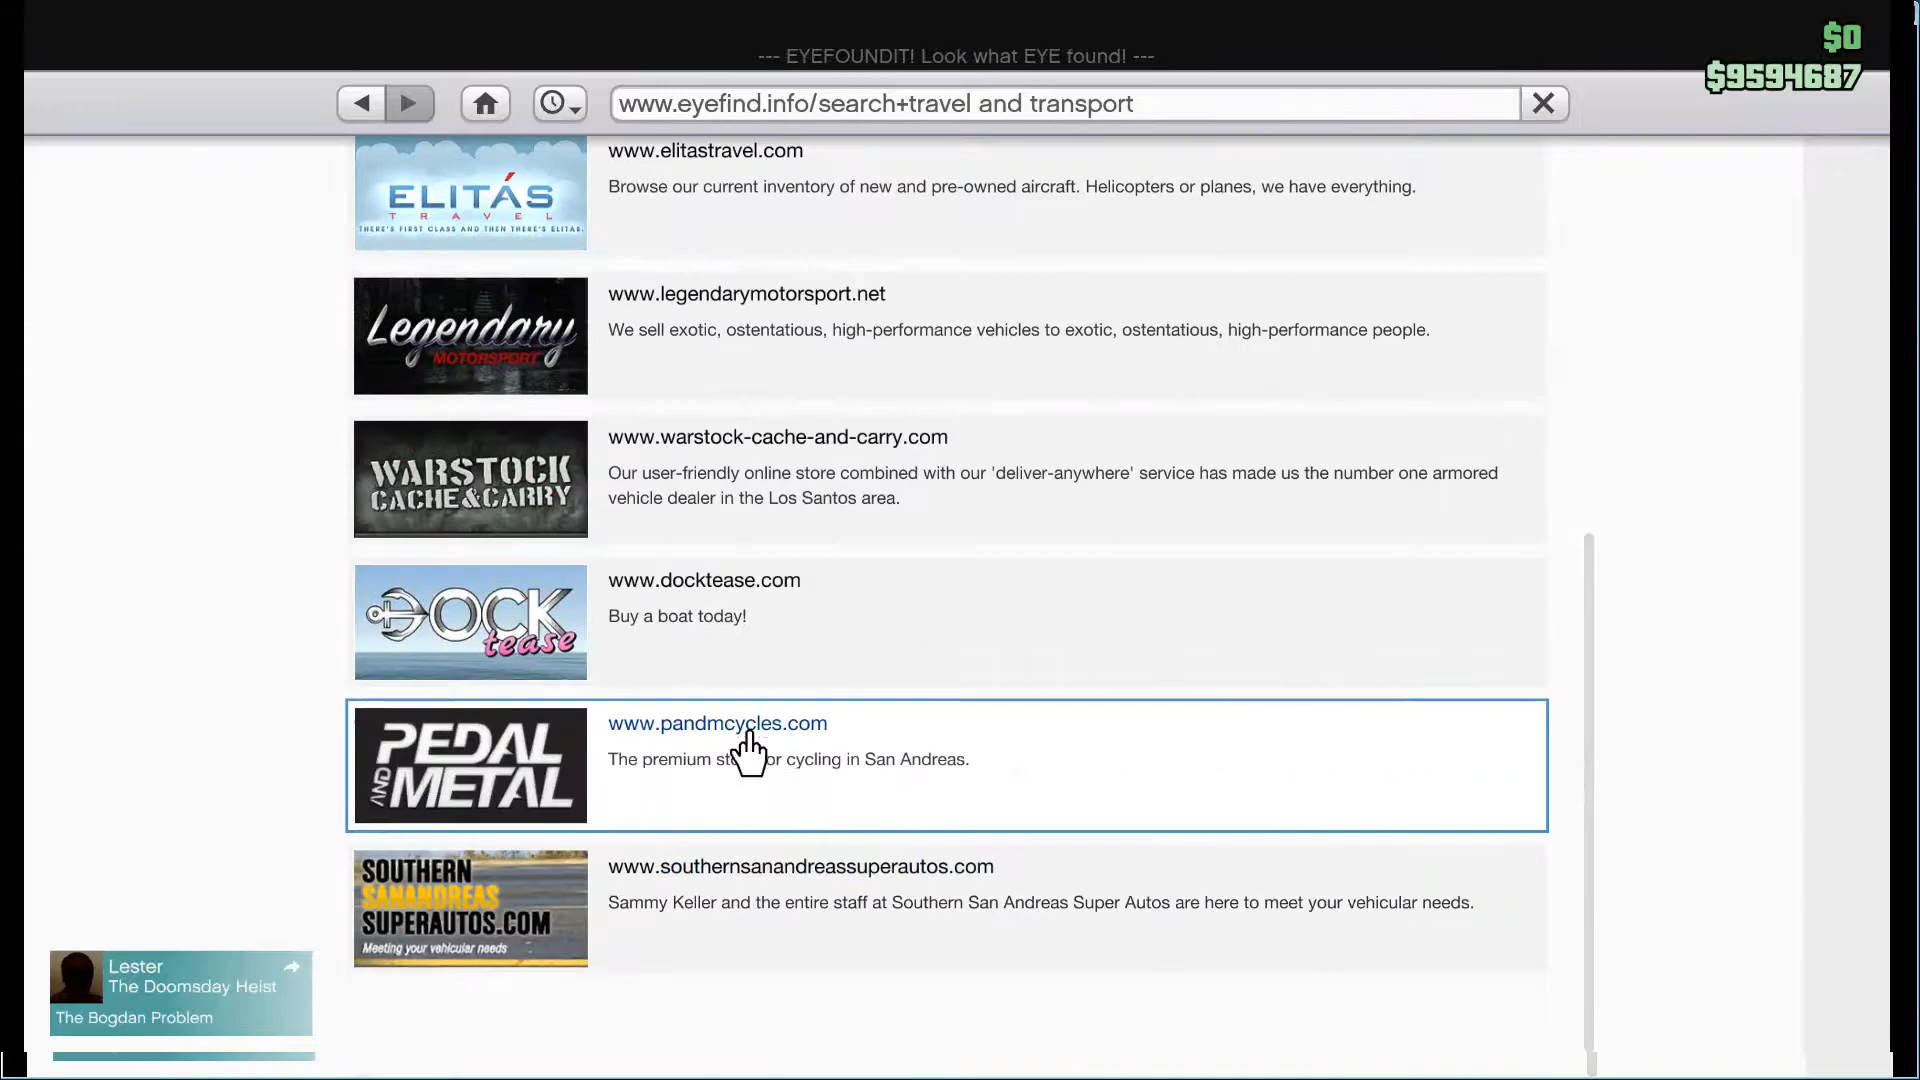 $0
--- EYEFOUNDIT! Look what EYE found! ---
$9594687
www.eyefind.info/search+travel and transport
www.elitastravel.com
Browse our current inventory of new and pre-owned aircraft. Helicopters or planes, we have everything.
ELITÁS
TRAVEL
THERE'S FIRST CLASS AND THEN THERE'S ELITAS.
www.legendarymotorsport.net
We sell exotic, ostentatious, high-performance vehicles to exotic, ostentatious, high-performance people.
Legendary
MOTORSPORT
www.warstock-cache-and-carry.com
Our user-friendly online store combined with our 'deliver-anywhere' service has made us the number one armored
vehicle dealer in the Los Santos area.
WARSTOCK
CACHE&CARRY
www.docktease.com
Buy a boat today!
DOCK
tease
www.pandmcycles.com
The premium st or cycling in San Andreas.
PEDAL
AND METAL
www.southernsanandreassuperautos.com
Sammy Keller and the entire staff at Southern San Andreas Super Autos are here to meet your vehicular needs.
SOUTHERN
SANANDREAS
SUPERAUTOS.COM
Meeting your vehicular needs
Lester
The Doomsday Heist
The Bogdan Problem